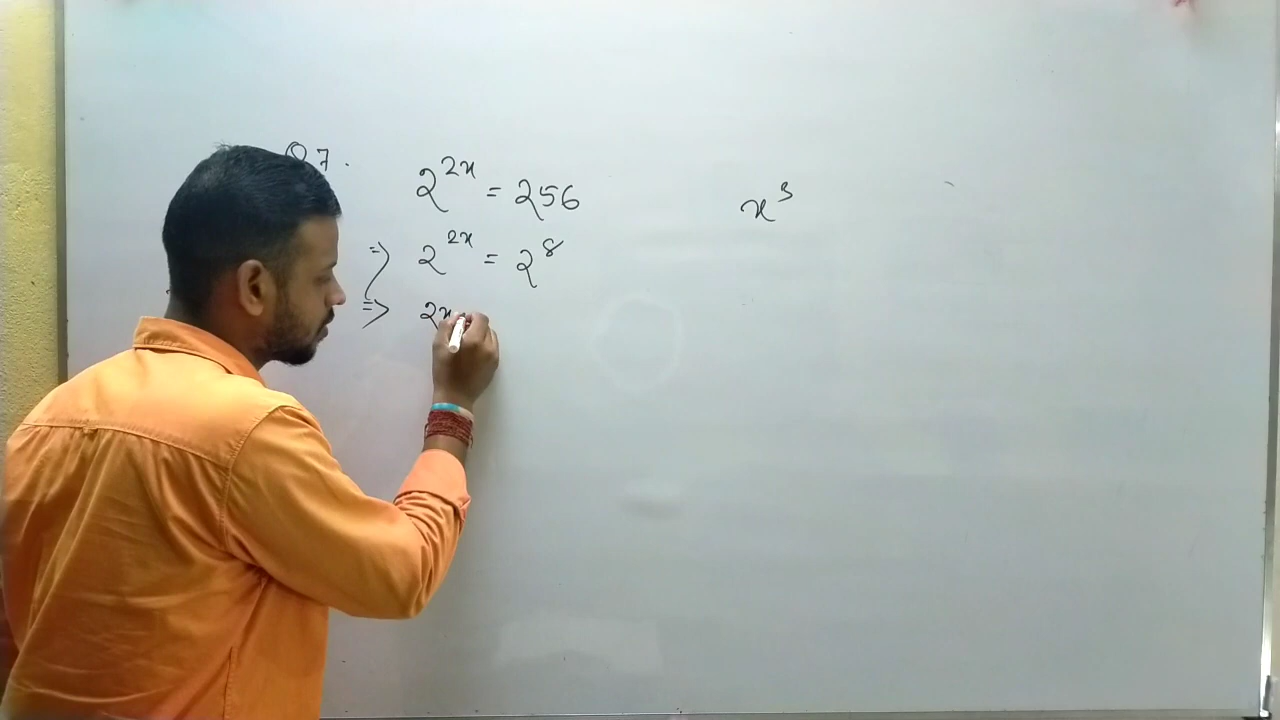 Q7.
2^{2x} = 256
x^3
=> 2^{2x} = 2^8
=> 2x